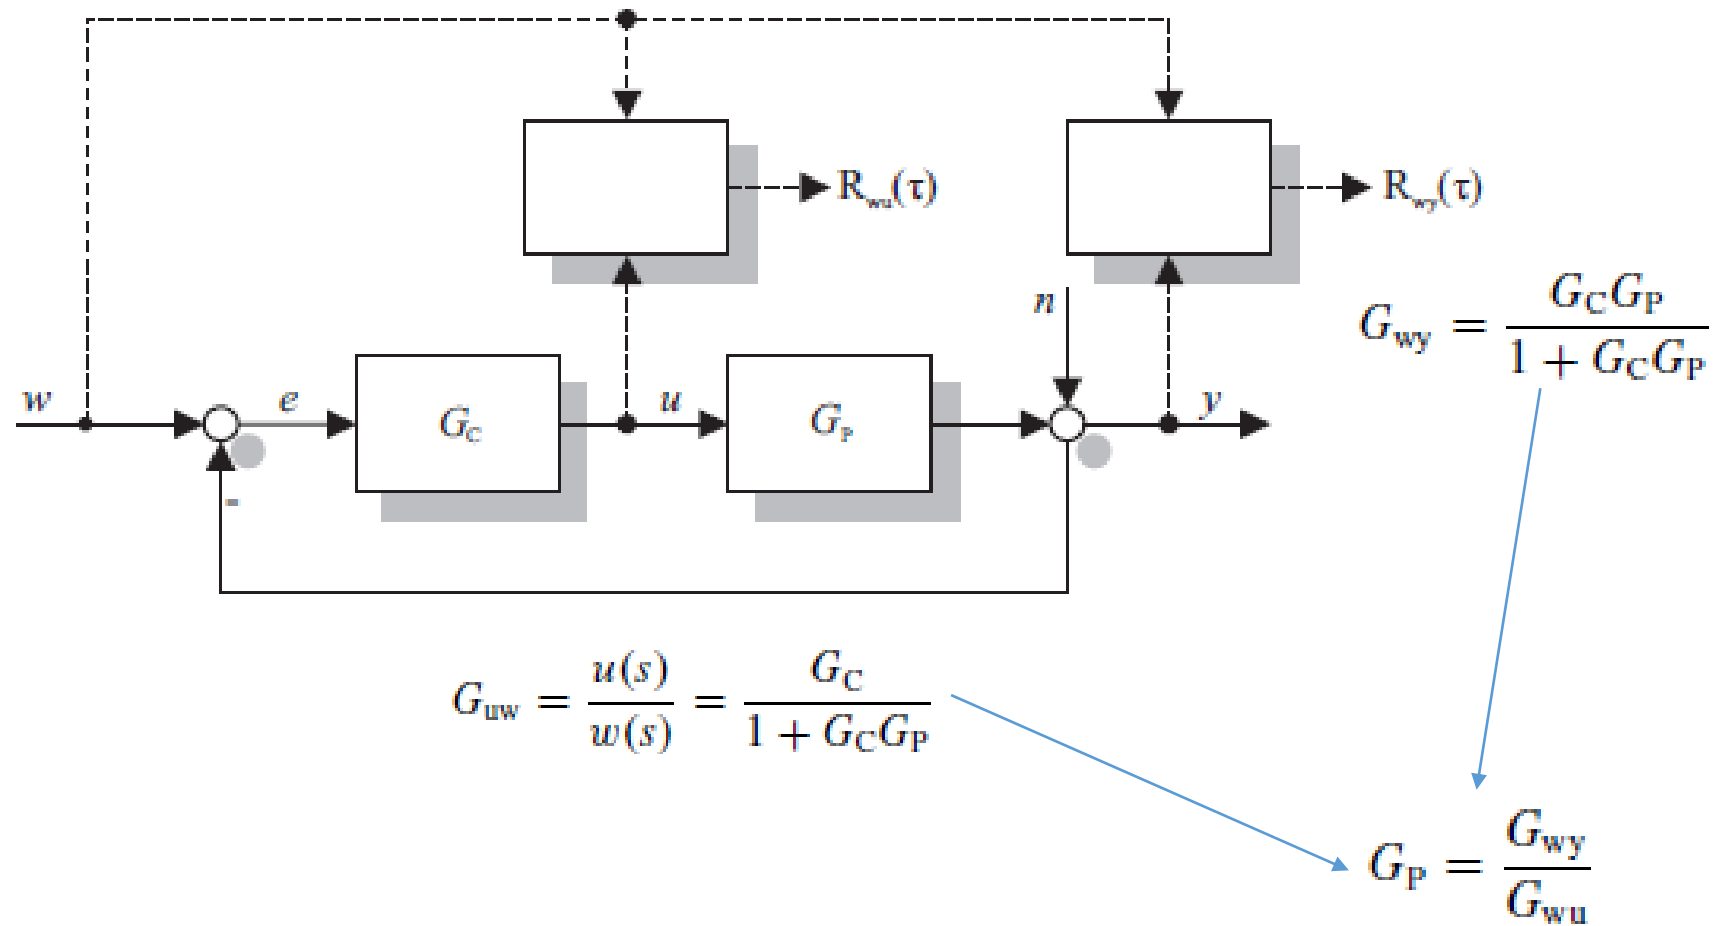 R_wu(τ)
R_wy(τ)
n
G_wy = G_C G_P / (1 + G_C G_P)
w
e
G_C
u
G_P
y
-
G_uw = u(s) / w(s) = G_C / (1 + G_C G_P)
G_P = G_wy / G_wu